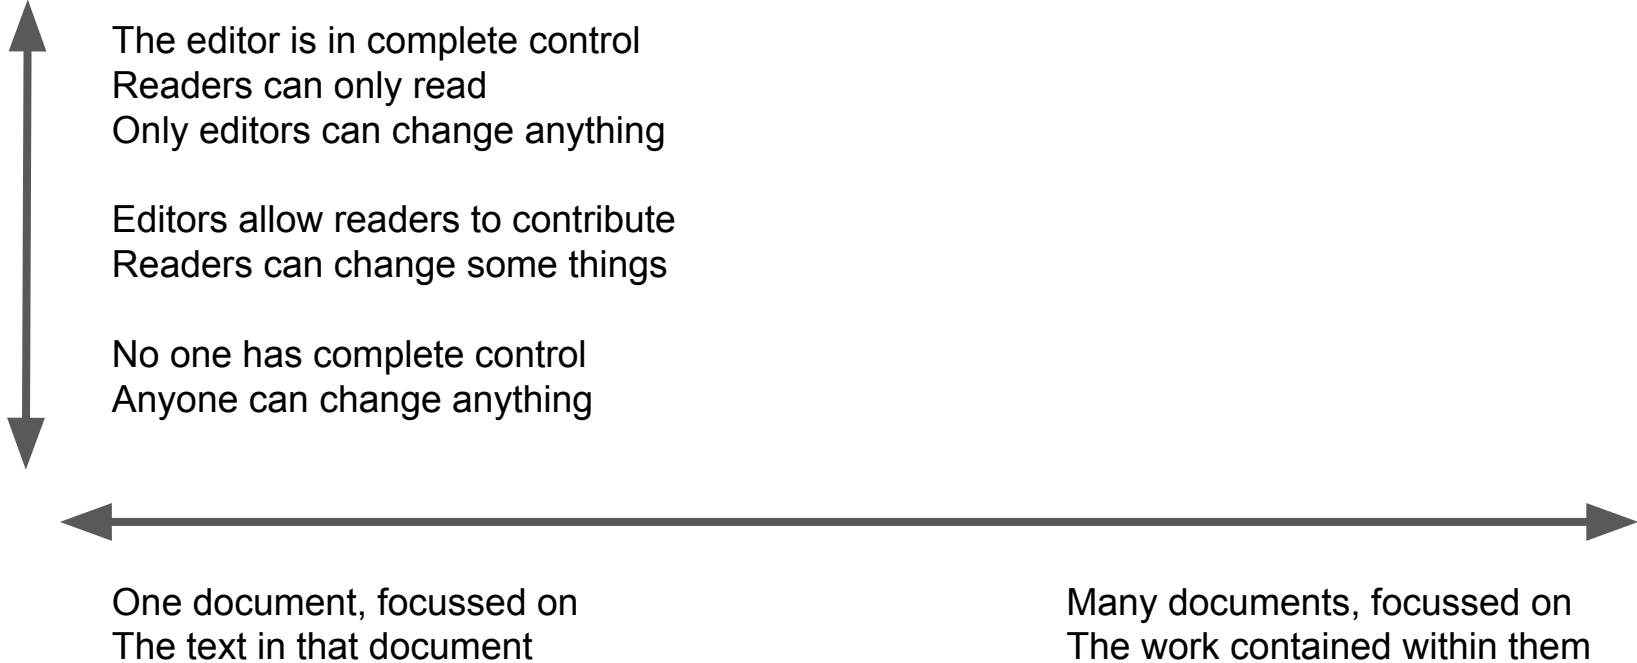 The editor is in complete control
Readers can only read
Only editors can change anything
Editors allow readers to contribute
Readers can change some things
No one has complete control
Anyone can change anything
One document, focussed on
The text in that document
Many documents, focussed on
The work contained within them